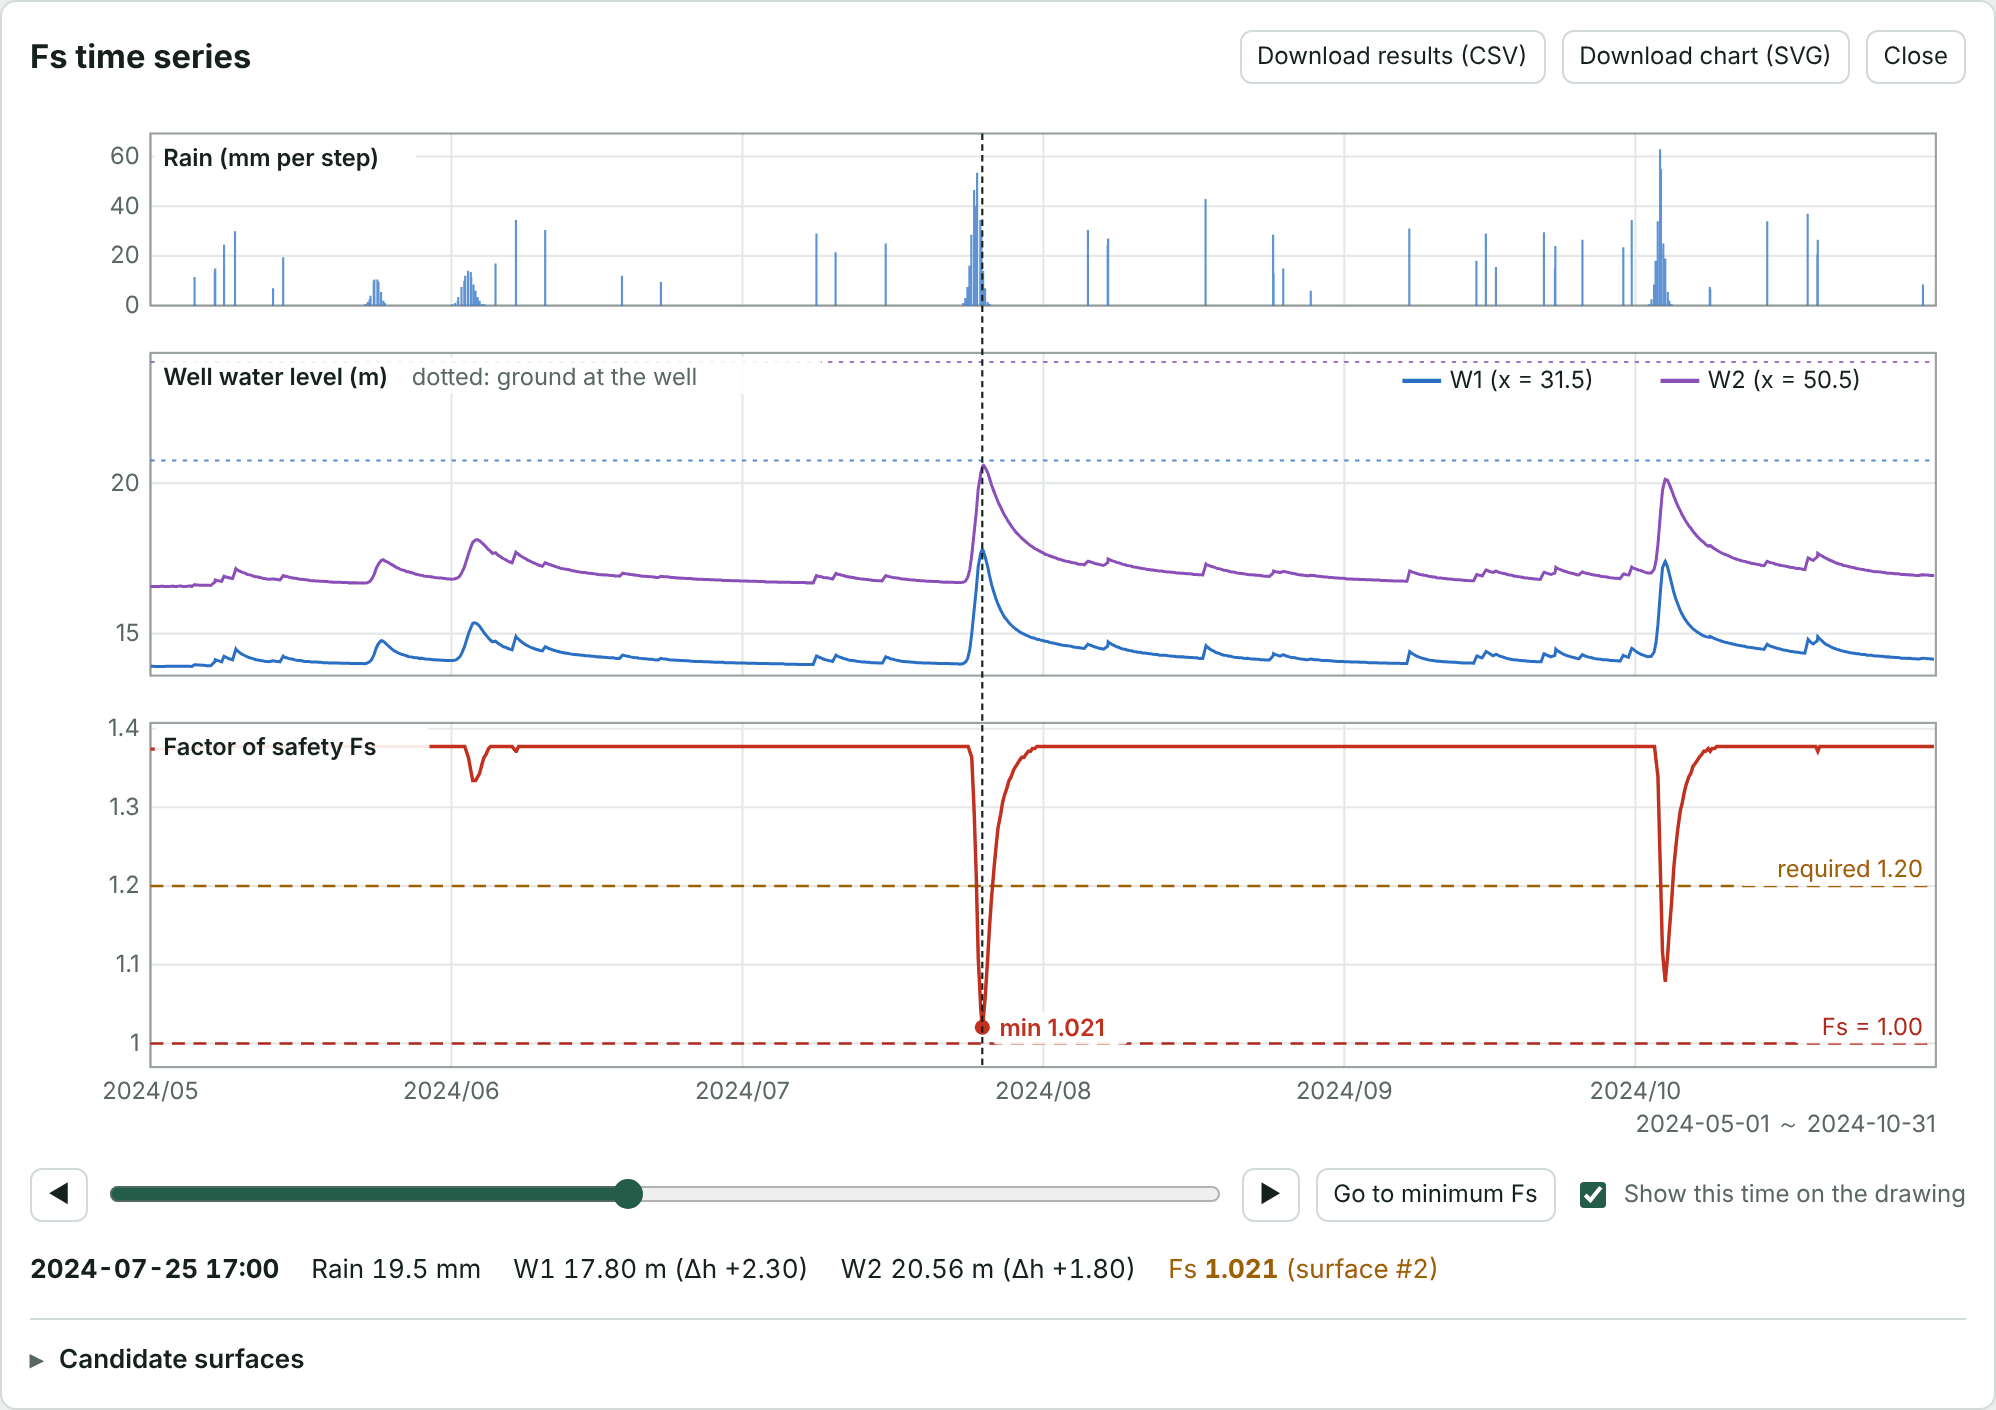 Fs time series
Download results (CSV)
Download chart (SVG)
Close
Rain (mm per step)
60
40
20
0
Well water level (m) dotted: ground at the well
W1 (x = 31.5)
W2 (x = 50.5)
20
15
Factor of safety Fs
1.4
1.3
1.2
1.1
1
required 1.20
min 1.021
Fs = 1.00
2024/05 2024/06 2024/07 2024/08 2024/09 2024/10
2024-05-01 ~ 2024-10-31
◀ ▶ Go to minimum Fs Show this time on the drawing
2024-07-25 17:00 Rain 19.5 mm W1 17.80 m (Δh +2.30) W2 20.56 m (Δh +1.80) Fs 1.021 (surface #2)
▶ Candidate surfaces